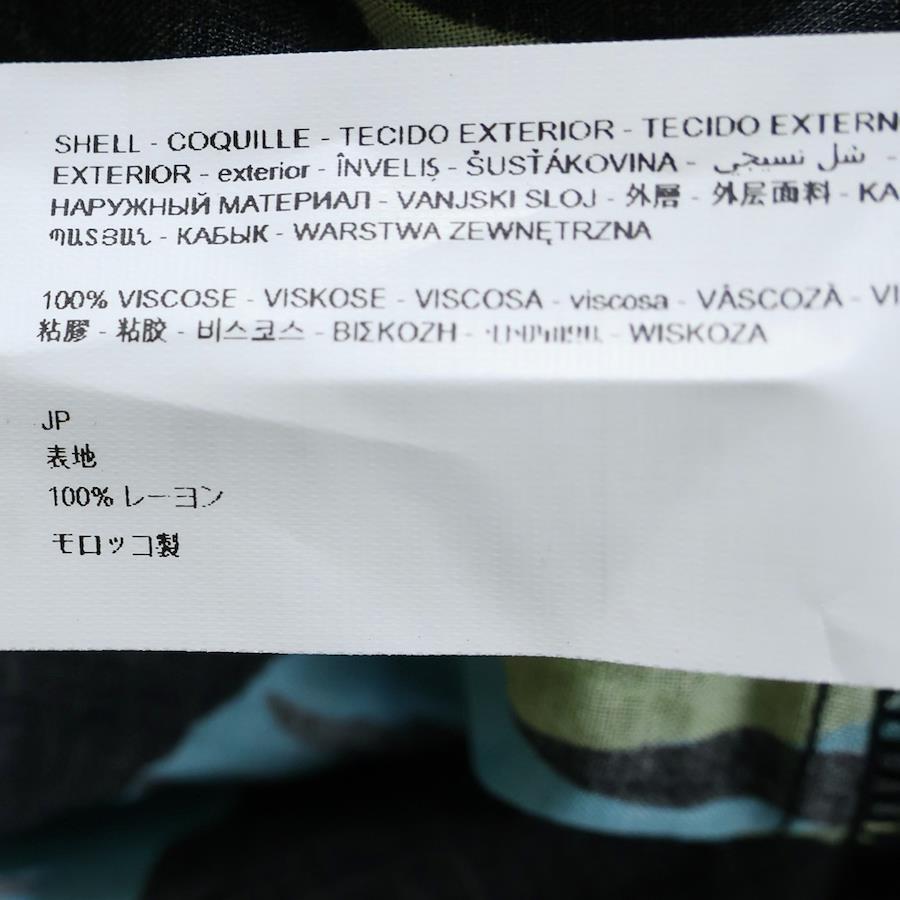 SHELL - COQUILLE - TECIDO EXTERIOR - TECIDO EXTERN
EXTERIOR - exterior - ÎNVELIȘ - ŠUSŤÁKOVINA - شل نسيجي -
НАРУЖНЫЙ МАТЕРИАЛ - VANJSKI SLOJ - 外層 - 外层面料 - KA
ՊԱՏՅԱՆ - КАБЫК - WARSTWA ZEWNĘTRZNA
100% VISCOSE - VISKOSE - VISCOSA - viscosa - VÂSCOZĂ - VI
粘膠 - 粘胶 - 비스코스 - ΒΙΣΚΟΖΗ - - WISKOZA
JP
表地
100% レーヨン
モロッコ製